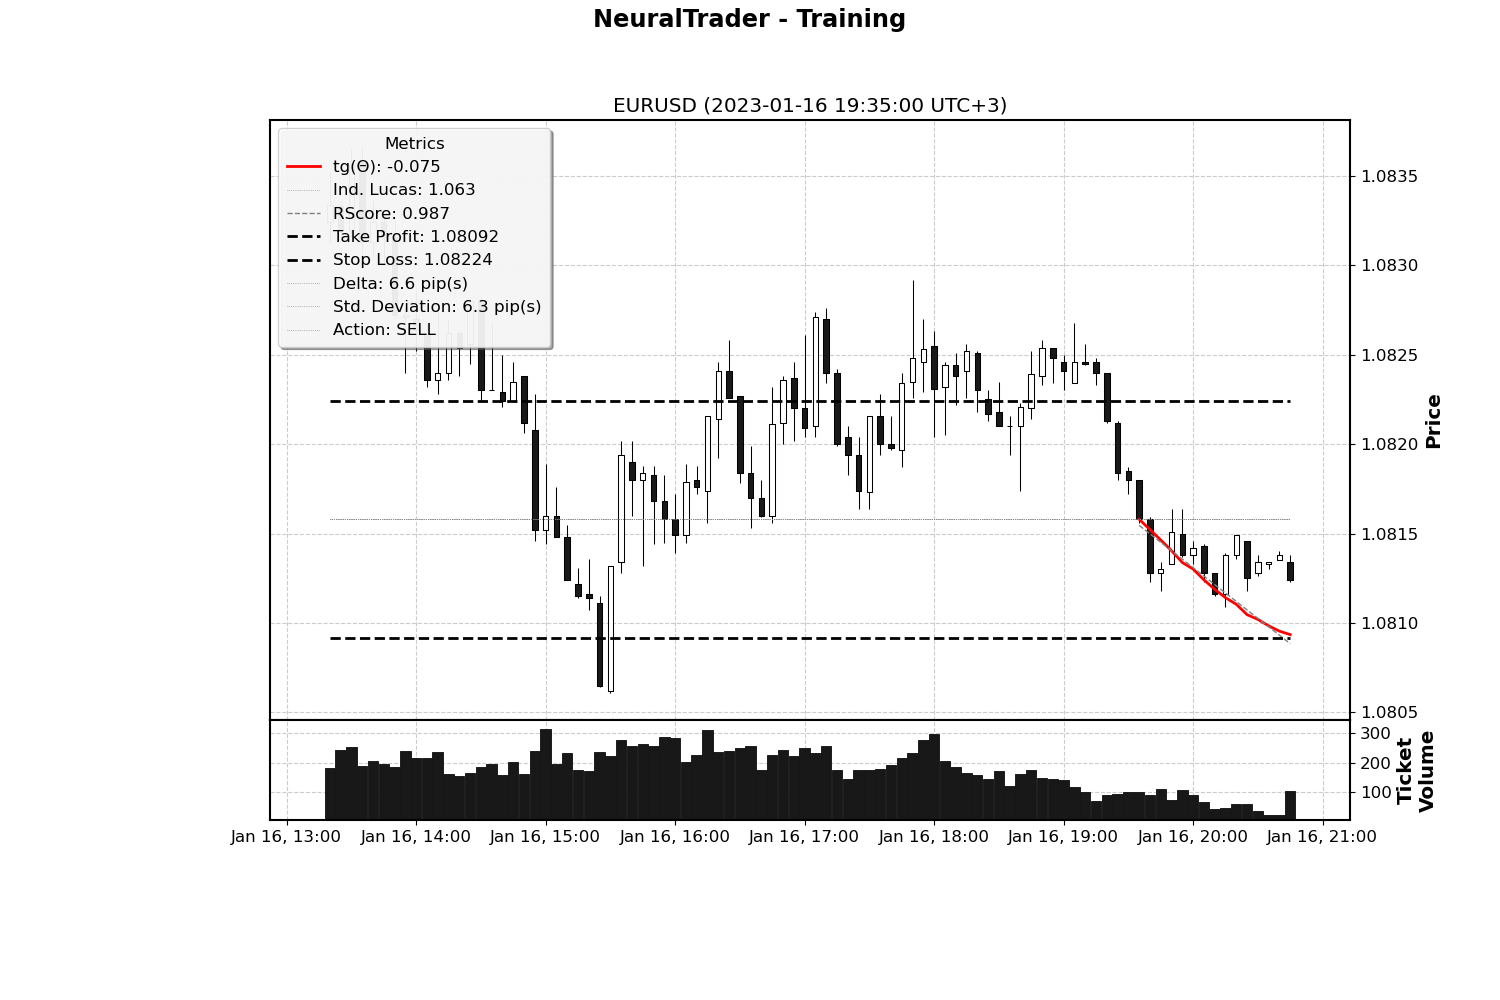 NeuralTrader - Training
EURUSD (2023-01-16 19:35:00 UTC+3)
Metrics
tg(Θ): -0.075
Ind. Lucas: 1.063
RScore: 0.987
Take Profit: 1.08092
Stop Loss: 1.08224
Delta: 6.6 pip(s)
Std. Deviation: 6.3 pip(s)
Action: SELL
1.0835
1.0830
1.0825
1.0820
1.0815
1.0810
1.0805
Price
300
200
100
Ticket
Volume
Jan 16, 13:00
Jan 16, 14:00
Jan 16, 15:00
Jan 16, 16:00
Jan 16, 17:00
Jan 16, 18:00
Jan 16, 19:00
Jan 16, 20:00
Jan 16, 21:00